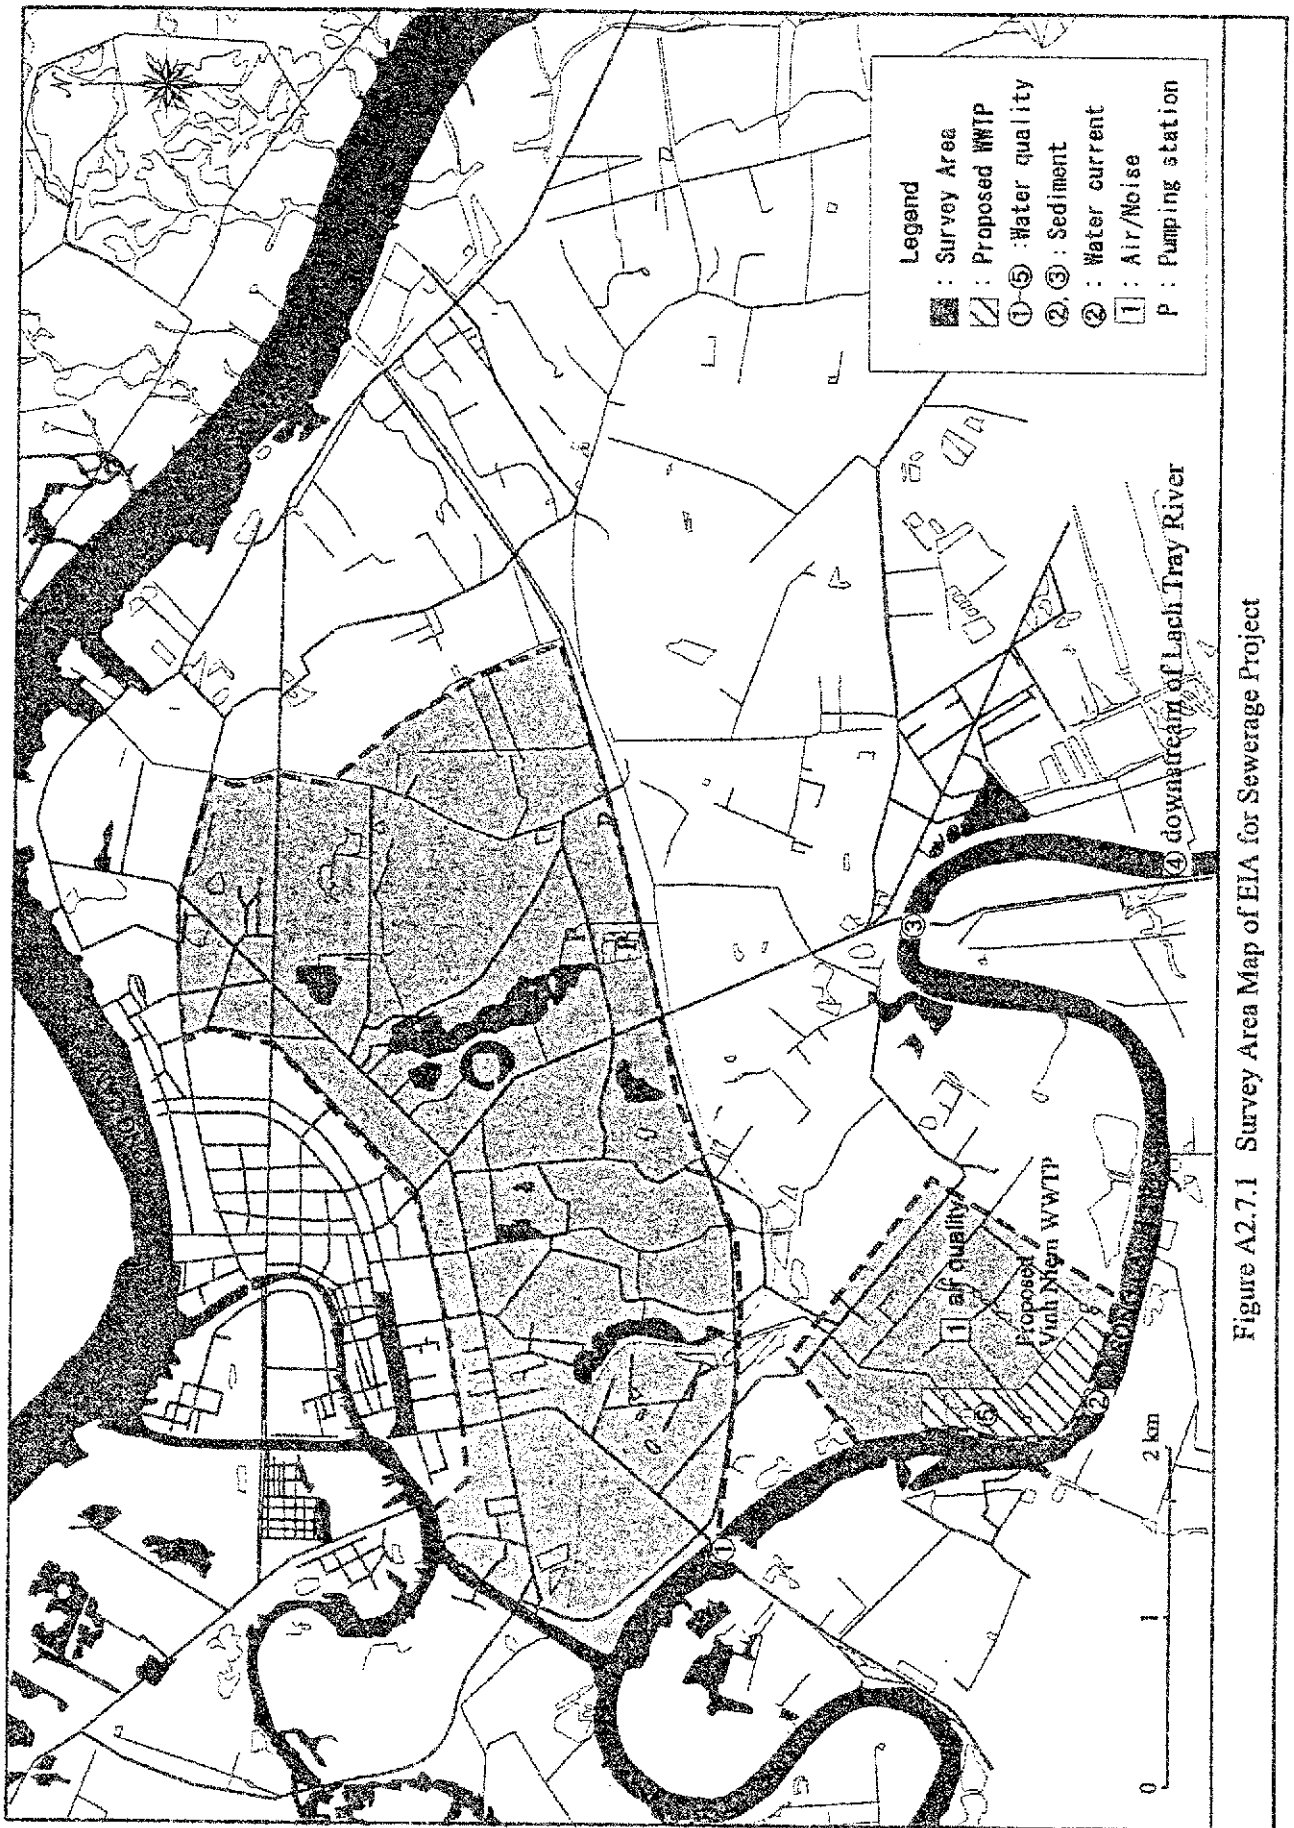 N
Legend
: Survey Area
: Proposed WWTP
①-⑤ : Water quality
②,③ : Sediment
② : Water current
1 : Air/Noise
P : Pumping station
P
P
P
③
④ downstream of Lach Tray River
1 air quality
Proposed
Vinh Niem WWTP
⑤
②
SONG
①
0 1 2 km
Figure A2.7.1 Survey Area Map of EIA for Sewerage Project